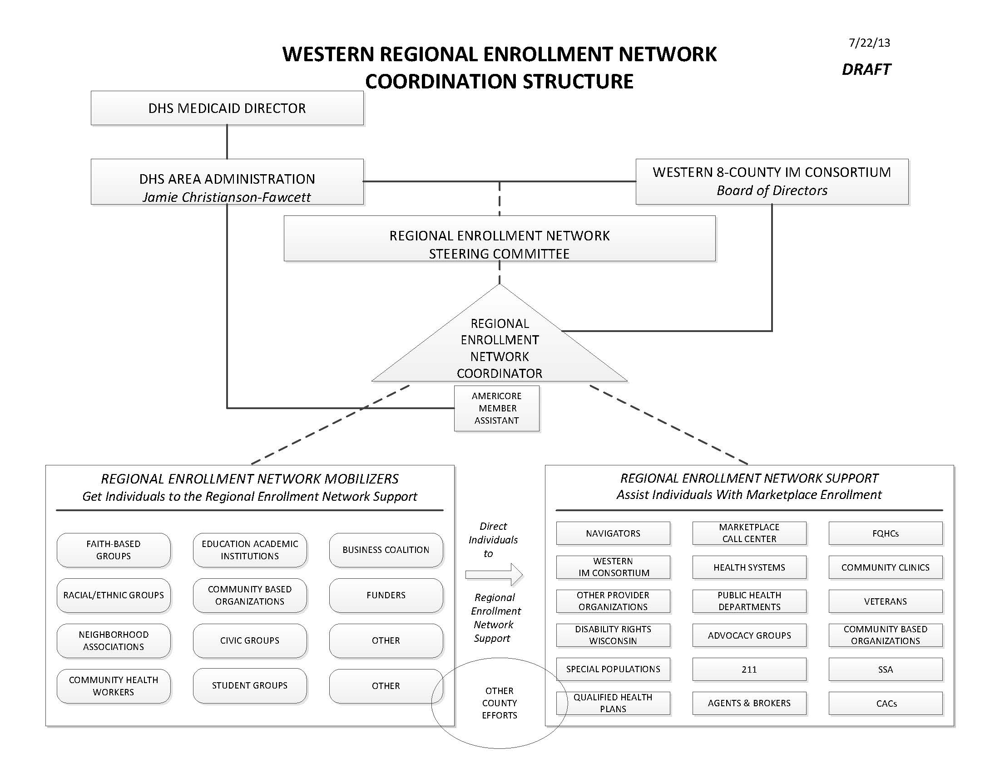 7/22/13
WESTERN REGIONAL ENROLLMENT NETWORK
COORDINATION STRUCTURE
DRAFT
DHS MEDICAID DIRECTOR
DHS AREA ADMINISTRATION
Jamie Christianson-Fawcett
WESTERN 8-COUNTY IM CONSORTIUM
Board of Directors
REGIONAL ENROLLMENT NETWORK
STEERING COMMITTEE
REGIONAL
ENROLLMENT
NETWORK
COORDINATOR
AMERICORE
MEMBER
ASSISTANT
REGIONAL ENROLLMENT NETWORK MOBILIZERS
Get Individuals to the Regional Enrollment Network Support
FAITH-BASED
GROUPS
EDUCATION ACADEMIC
INSTITUTIONS
BUSINESS COALITION
RACIAL/ETHNIC GROUPS
COMMUNITY BASED
ORGANIZATIONS
FUNDERS
NEIGHBORHOOD
ASSOCIATIONS
CIVIC GROUPS
OTHER
COMMUNITY HEALTH
WORKERS
STUDENT GROUPS
OTHER
Direct
Individuals
to
Regional
Enrollment
Network
Support
OTHER
COUNTY
EFFORTS
REGIONAL ENROLLMENT NETWORK SUPPORT
Assist Individuals With Marketplace Enrollment
NAVIGATORS
MARKETPLACE
CALL CENTER
FQHCs
WESTERN
IM CONSORTIUM
HEALTH SYSTEMS
COMMUNITY CLINICS
OTHER PROVIDER
ORGANIZATIONS
PUBLIC HEALTH
DEPARTMENTS
VETERANS
DISABILITY RIGHTS
WISCONSIN
ADVOCACY GROUPS
COMMUNITY BASED
ORGANIZATIONS
SPECIAL POPULATIONS
211
SSA
QUALIFIED HEALTH
PLANS
AGENTS & BROKERS
CACs